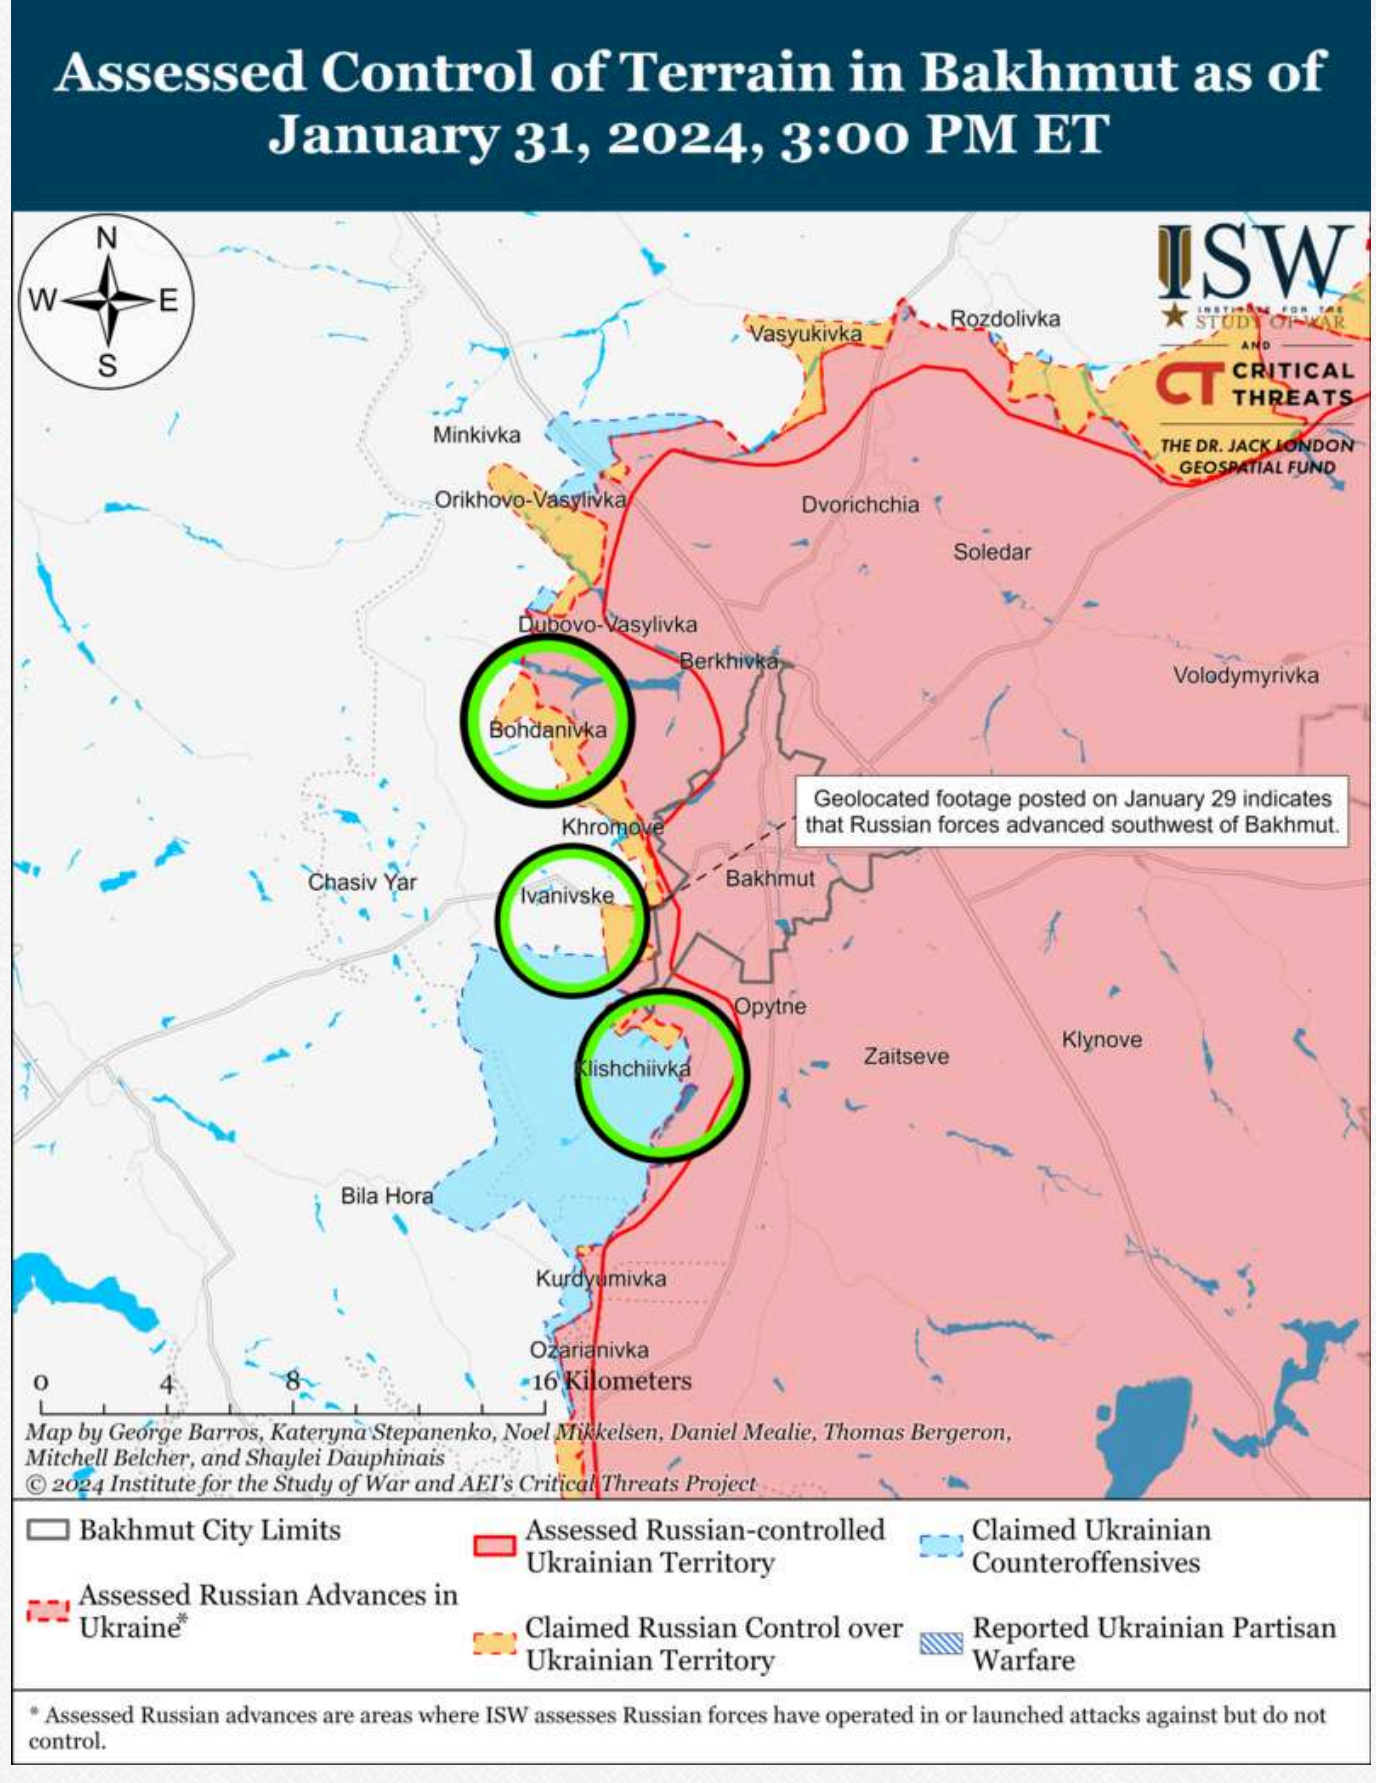 Assessed Control of Terrain in Bakhmut as of
January 31, 2024, 3:00 PM ET
N
W E
S
ISW
INSTITUTE FOR THE
STUDY OF WAR
AND
CT CRITICAL
THREATS
THE DR. JACK LONDON
GEOSPATIAL FUND
Vasyukivka
Rozdolivka
Minkivka
Orikhovo-Vasylivka
Dvorichchia
Soledar
Dubovo-Vasylivka
Berkhivka
Volodymyrivka
Bohdanivka
Geolocated footage posted on January 29 indicates
that Russian forces advanced southwest of Bakhmut.
Khromove
Chasiv Yar
Ivanivske
Bakhmut
Opytne
Klynove
Zaitseve
Klishchiivka
Bila Hora
Kurdyumivka
Ozarianivka
0 4 8 16 Kilometers
Map by George Barros, Kateryna Stepanenko, Noel Mikkelsen, Daniel Mealie, Thomas Bergeron,
Mitchell Belcher, and Shaylei Dauphinais
© 2024 Institute for the Study of War and AEI's Critical Threats Project
Bakhmut City Limits
Assessed Russian Advances in
Ukraine*
Assessed Russian-controlled
Ukrainian Territory
Claimed Russian Control over
Ukrainian Territory
Claimed Ukrainian
Counteroffensives
Reported Ukrainian Partisan
Warfare
* Assessed Russian advances are areas where ISW assesses Russian forces have operated in or launched attacks against but do not
control.